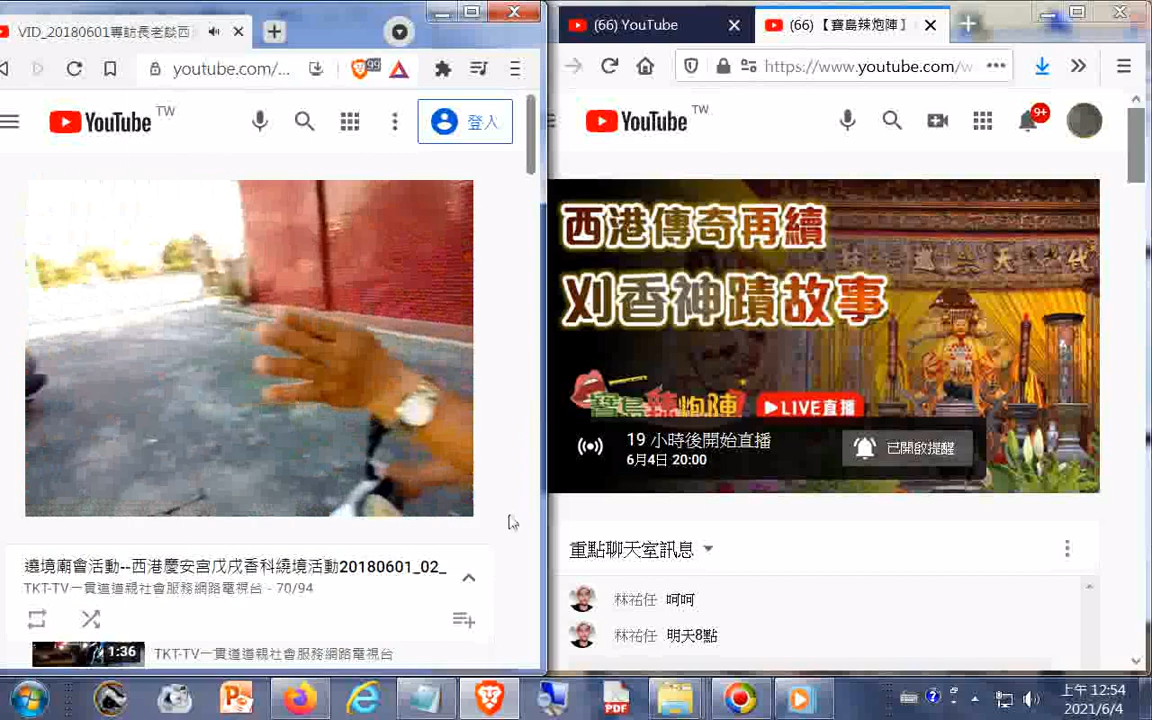 VID_20180601專訪長老談西
youtube.com/...
99
YouTube TW
登入
遶境廟會活動--西港慶安宮戊戌香科繞境活動20180601_02_
TKT-TV一貫道道親社會服務網路電視台 - 70/94
1:36
TKT-TV一貫道道親社會服務網路電視台
(66) YouTube
(66) 【寶島辣炮陣】
https://www.youtube.com/w
YouTube TW
9+
西港傳奇再續
刈香神蹟故事
代天巡
寶島辣炮陣
LIVE直播
19 小時後開始直播
6月4日 20:00
已開啟提醒
重點聊天室訊息
林祐任 呵呵
林祐任 明天8點
PDF
上午 12:54
2021/6/4